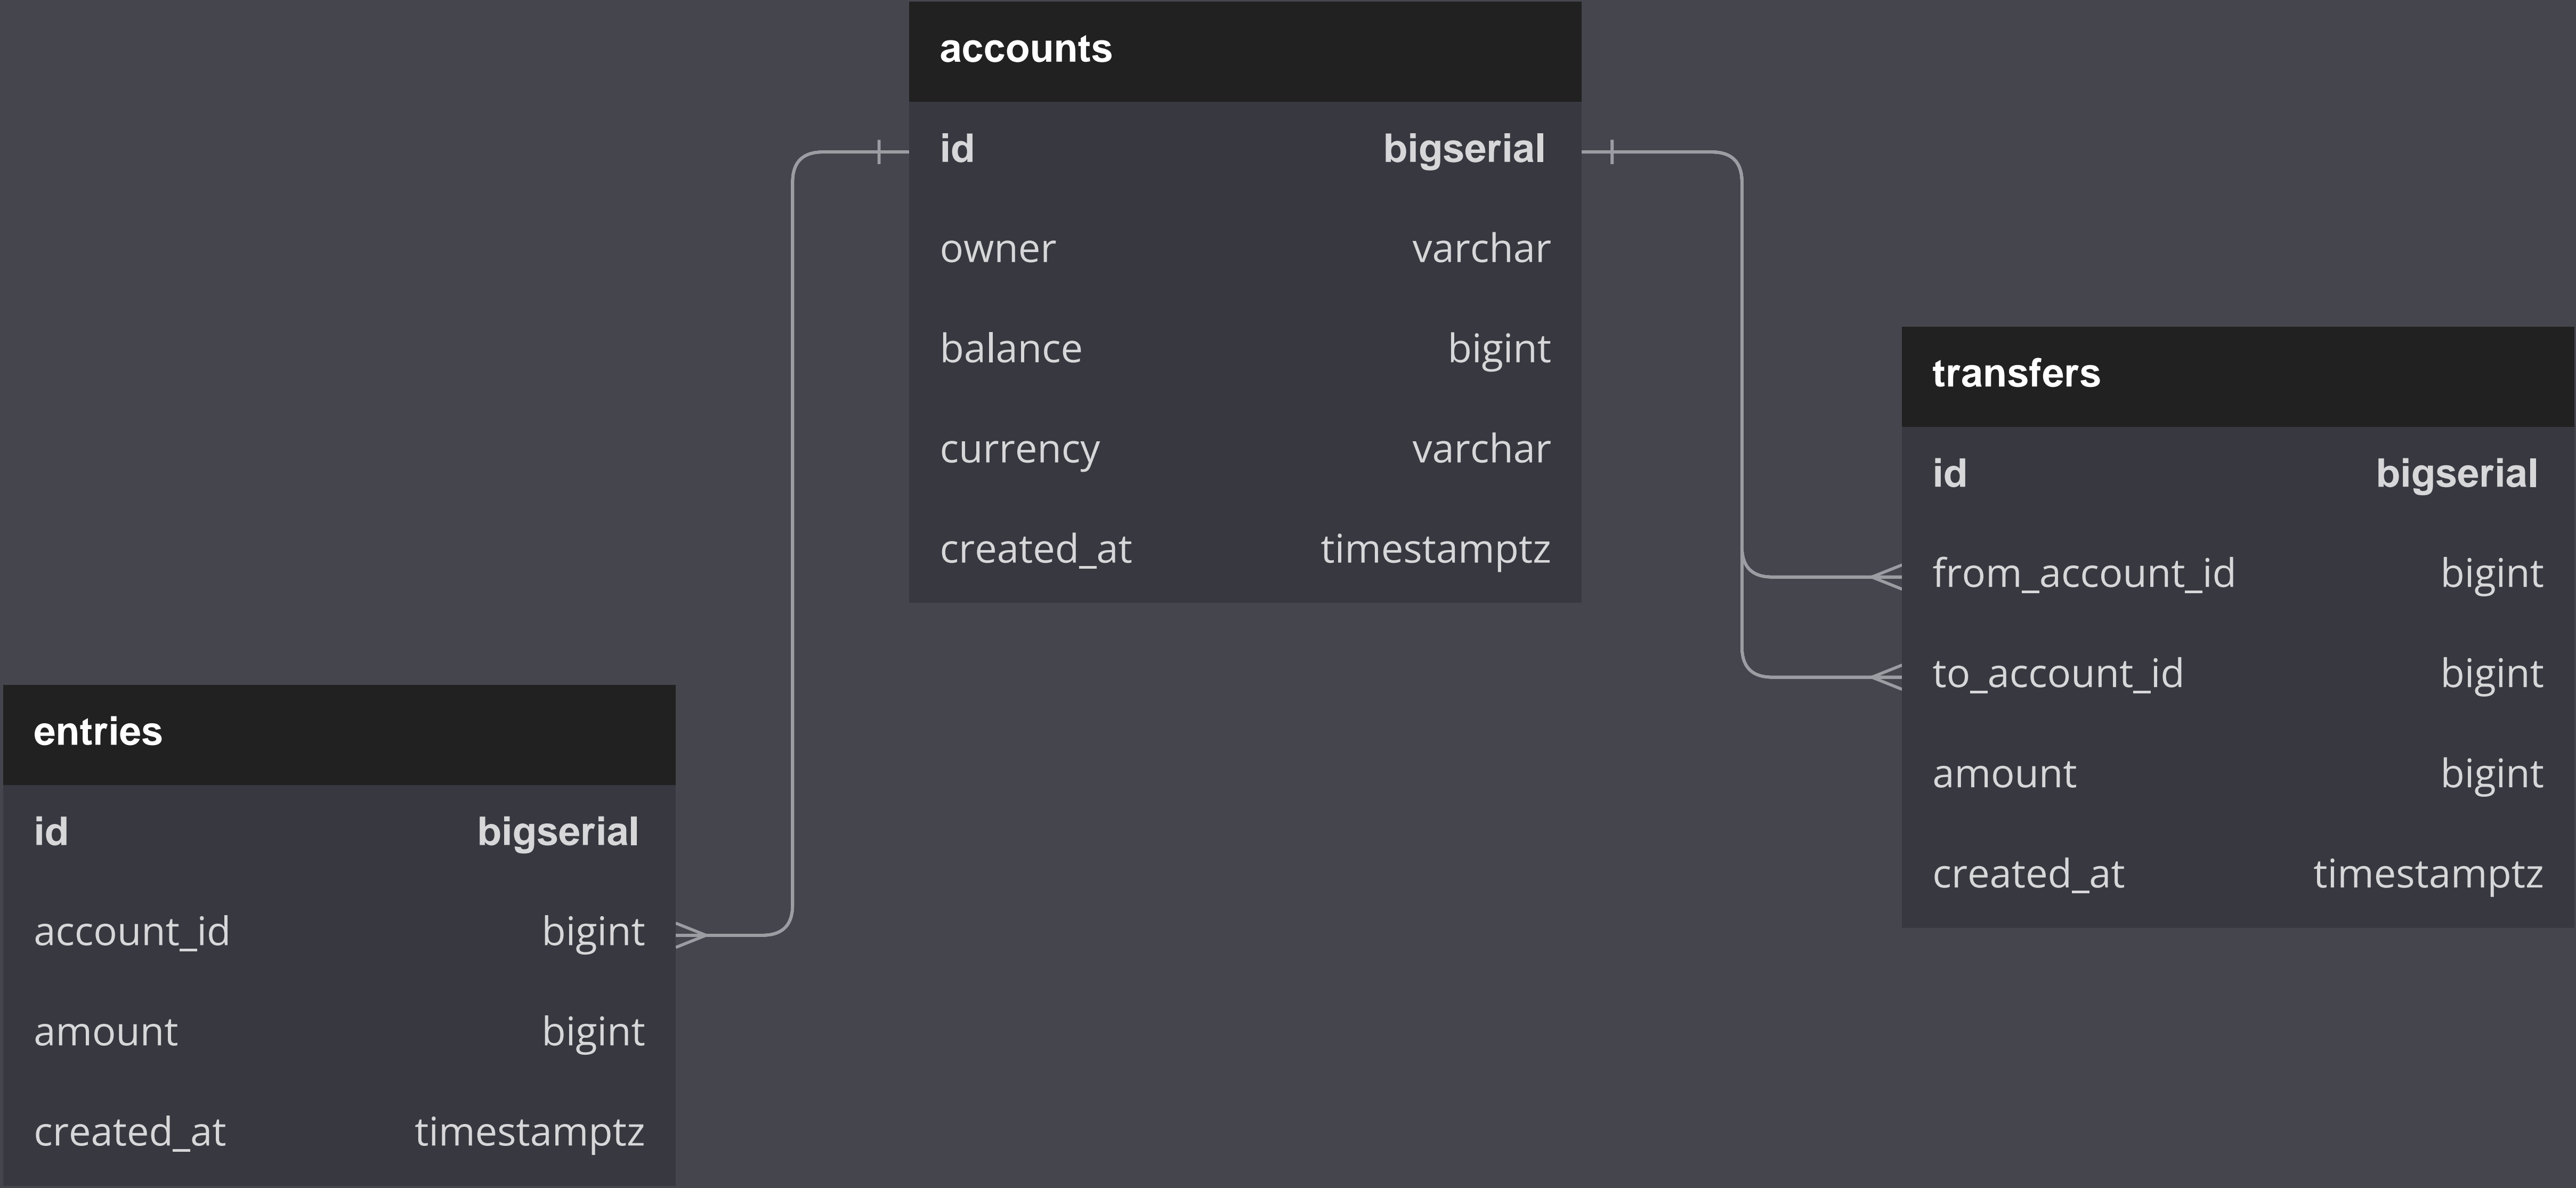 accounts
id bigserial
owner varchar
balance bigint
currency varchar
created_at timestamptz
transfers
id bigserial
from_account_id bigint
to_account_id bigint
amount bigint
created_at timestamptz
entries
id bigserial
account_id bigint
amount bigint
created_at timestamptz